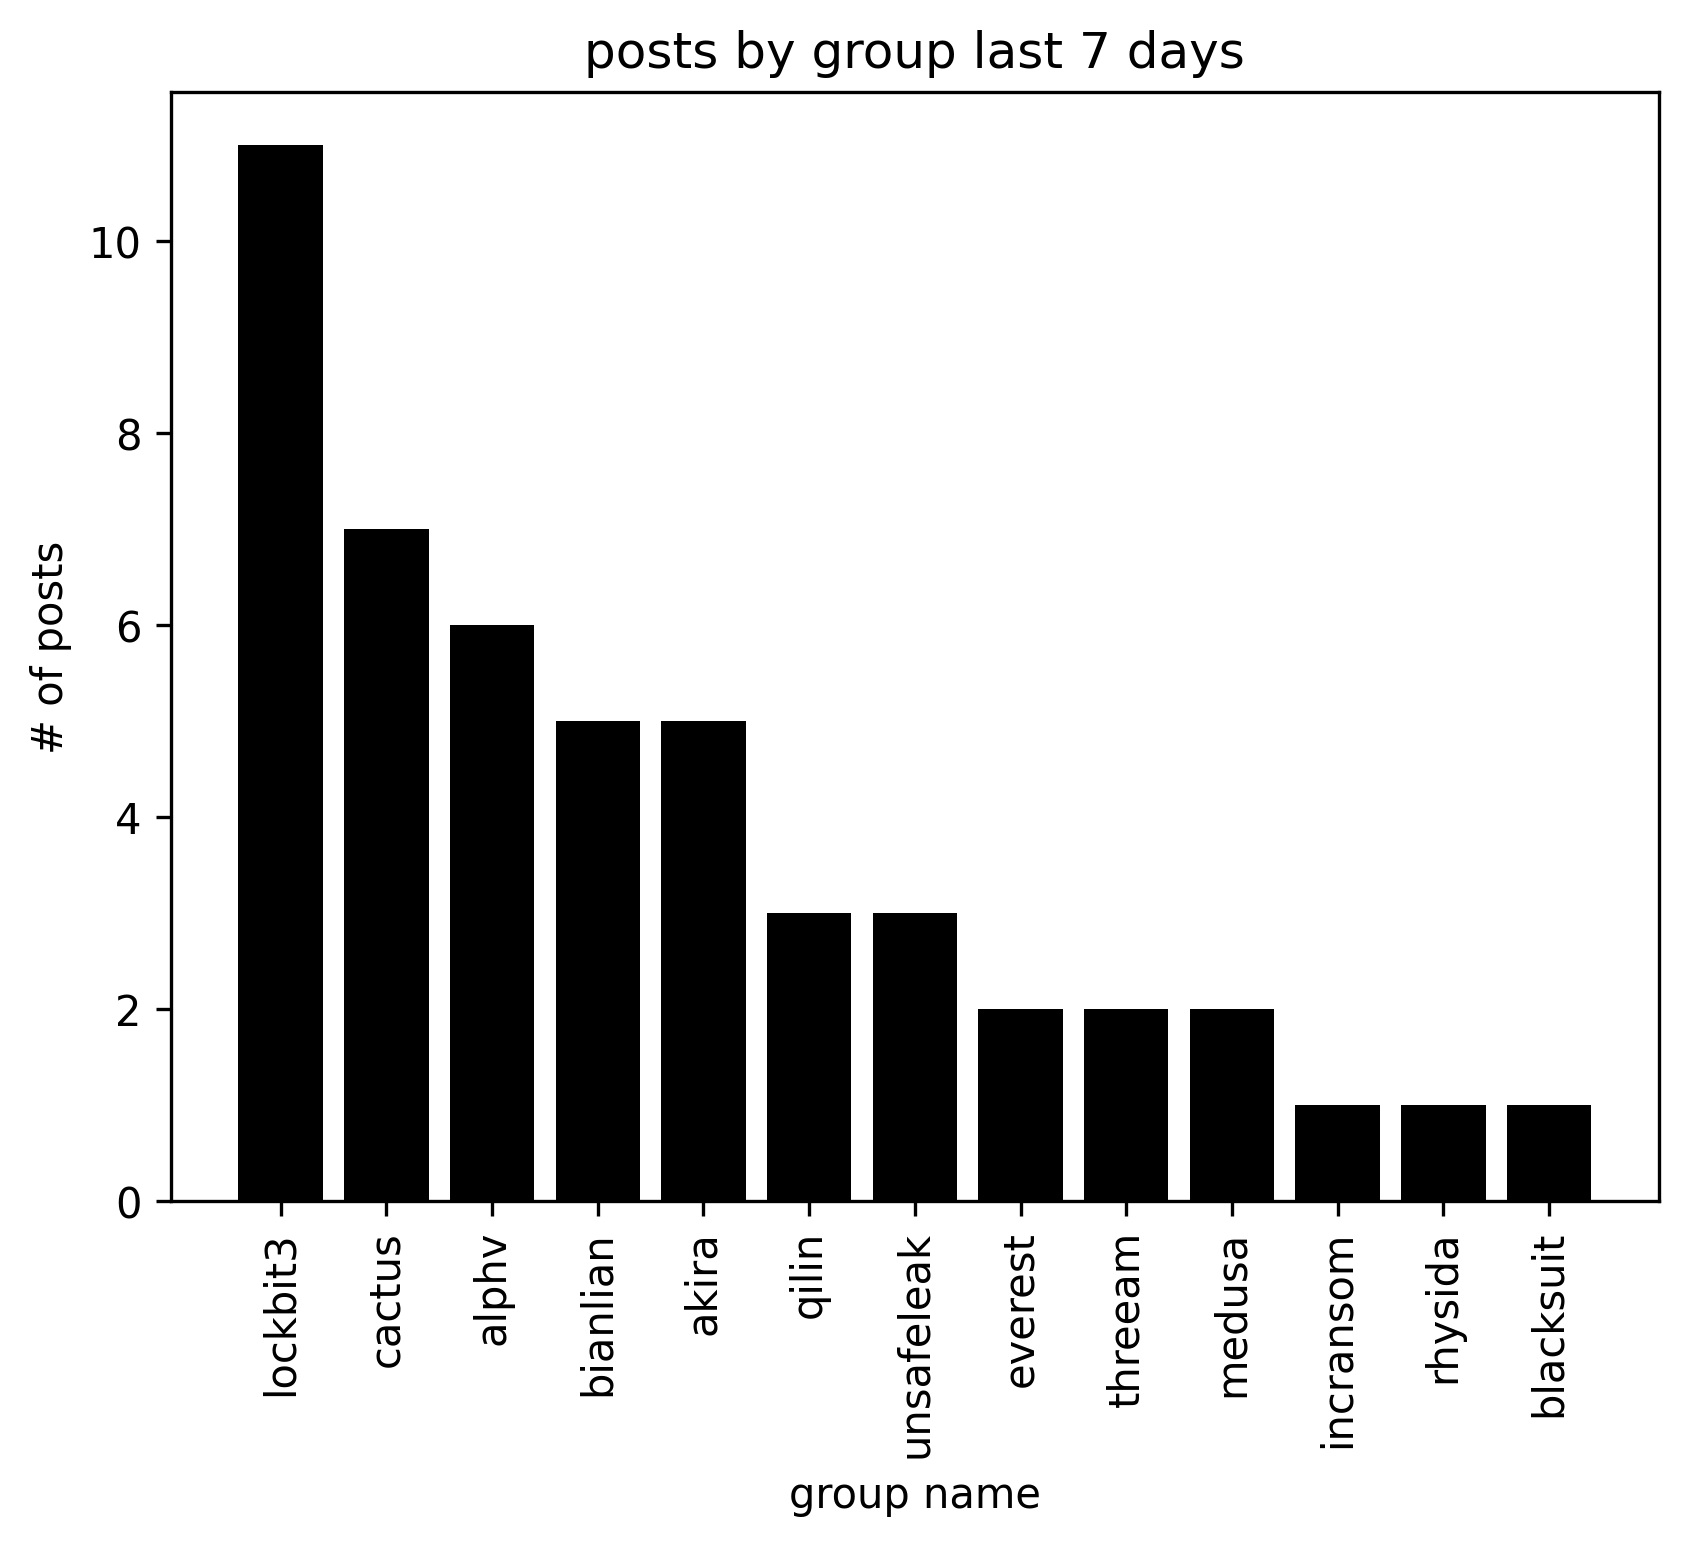 posts by group last 7 days
# of posts
10
8
6
4
2
0
lockbit3
cactus
alphv
bianlian
akira
qilin
unsafeleak
everest
threeam
medusa
incransom
rhysida
blacksuit
group name